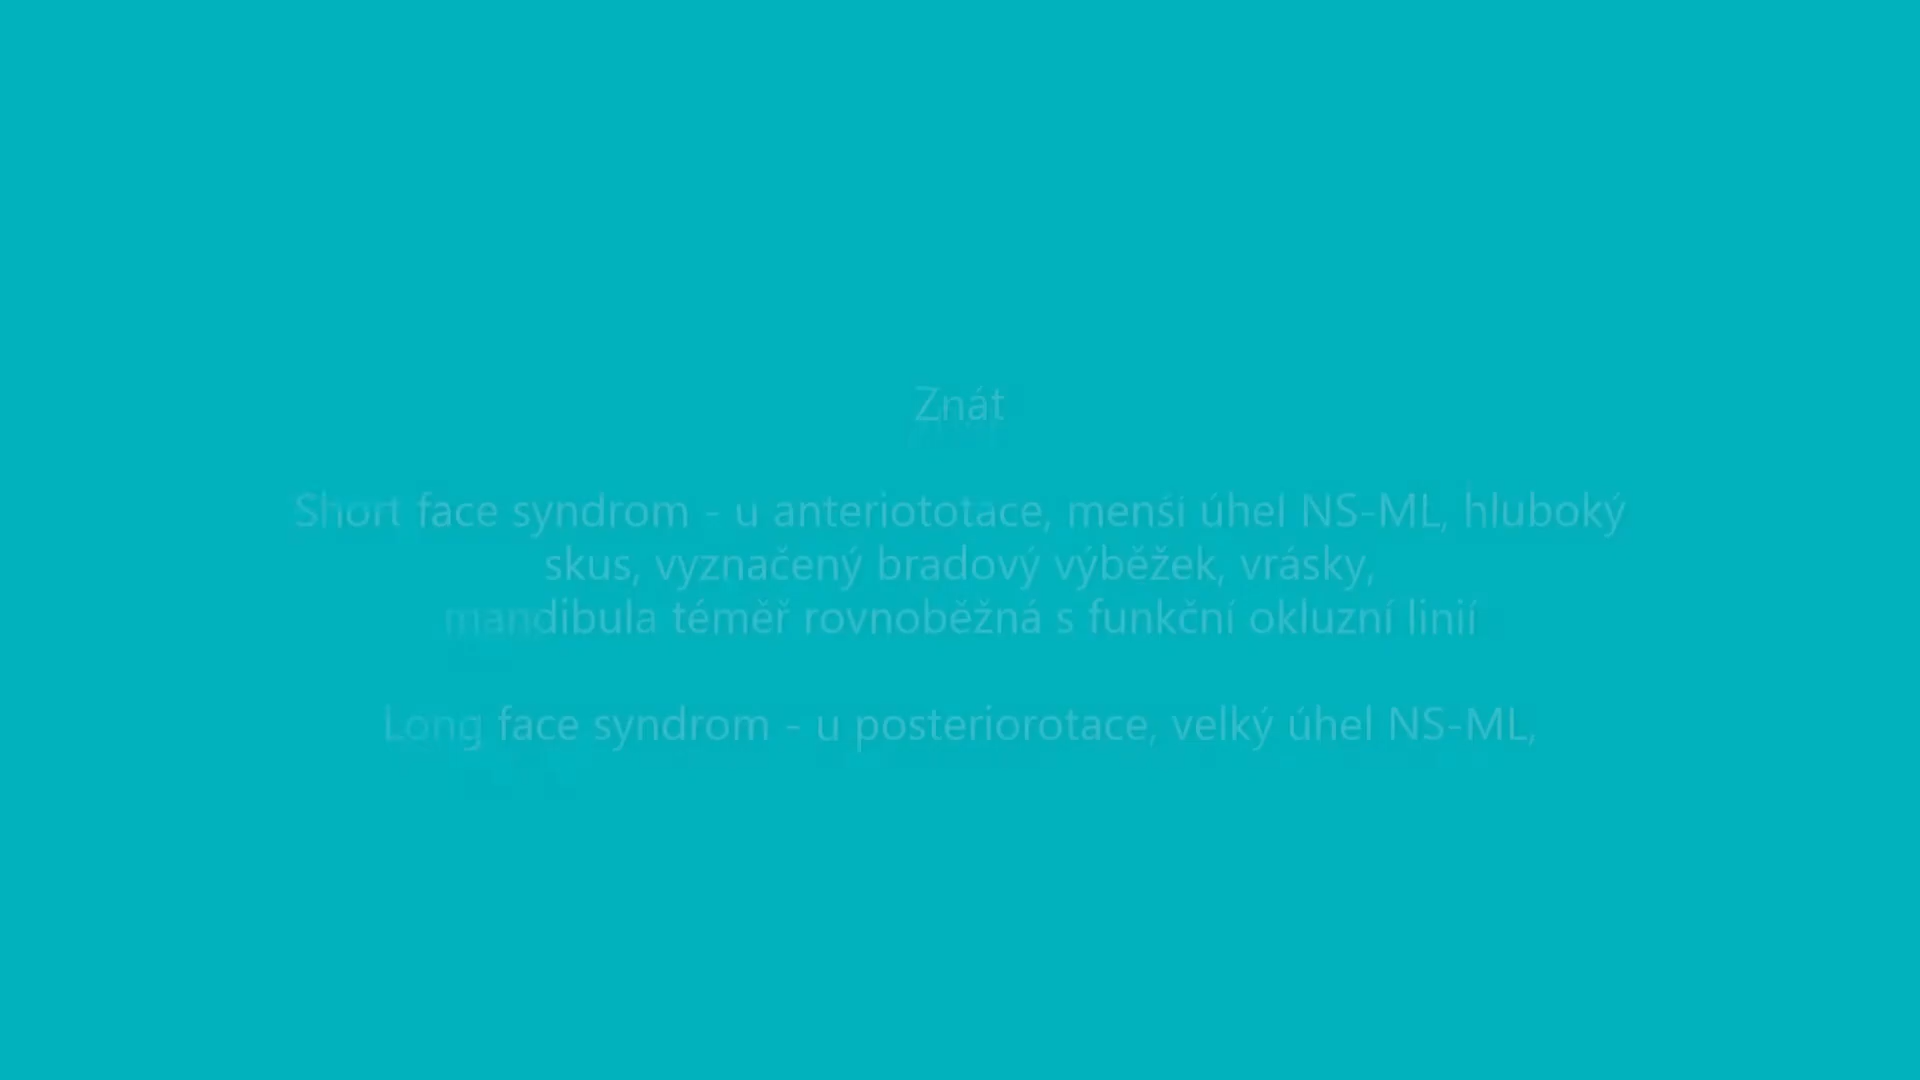 Znát
Short face syndrom - u anteriototace, menší úhel NS-ML, hluboký
skus, vyznačený bradový výběžek, vrásky,
mandibula téměř rovnoběžná s funkční okluzní linií
Long face syndrom - u posteriorotace, velký úhel NS-ML,